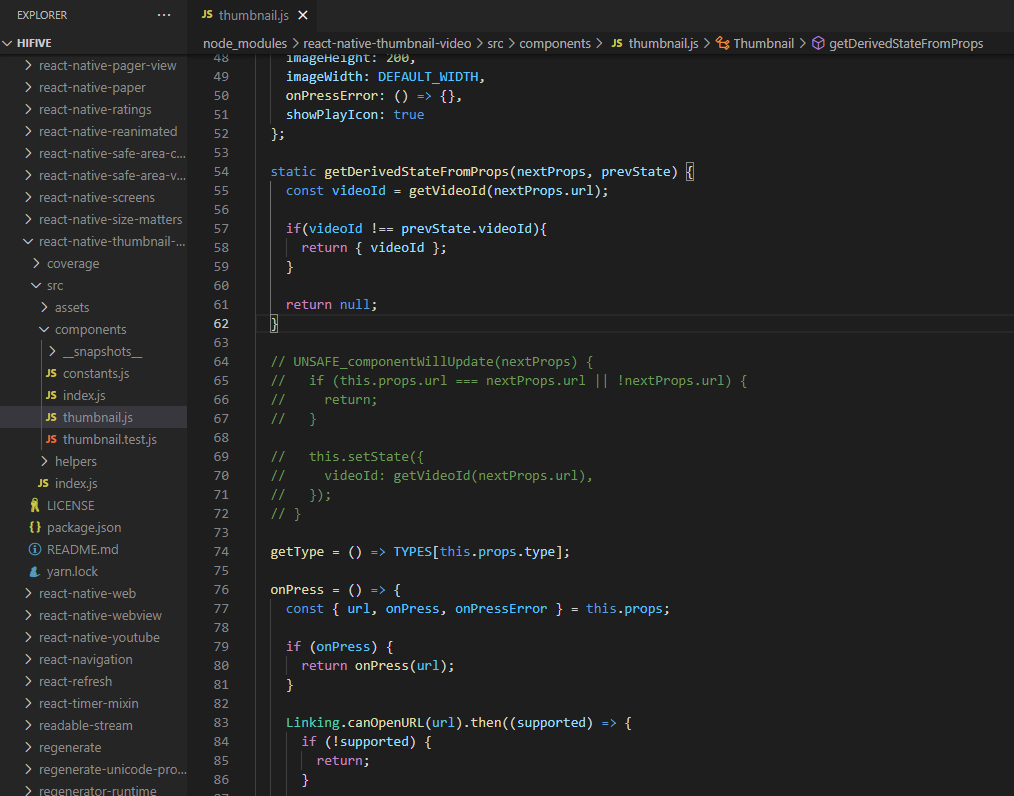 EXPLORER
···
HIFIVE
react-native-pager-view
react-native-paper
react-native-ratings
react-native-reanimated
react-native-safe-area-c...
react-native-safe-area-v...
react-native-screens
react-native-size-matters
react-native-thumbnail-...
coverage
src
assets
components
__snapshots__
JS constants.js
JS index.js
JS thumbnail.js
JS thumbnail.test.js
helpers
JS index.js
LICENSE
{} package.json
README.md
yarn.lock
react-native-web
react-native-webview
react-native-youtube
react-navigation
react-refresh
react-timer-mixin
readable-stream
regenerate
regenerate-unicode-pro...
regenerator-runtime
JS thumbnail.js ×
node_modules > react-native-thumbnail-video > src > components > JS thumbnail.js > Thumbnail > getDerivedStateFromProps
48 imageHeight: 200,
49 imageWidth: DEFAULT_WIDTH,
50 onPressError: () => {},
51 showPlayIcon: true
52 };
53
54 static getDerivedStateFromProps(nextProps, prevState) {
55 const videoId = getVideoId(nextProps.url);
56
57 if(videoId !== prevState.videoId){
58 return { videoId };
59 }
60
61 return null;
62 }
63
64 // UNSAFE_componentWillUpdate(nextProps) {
65 //   if (this.props.url === nextProps.url || !nextProps.url) {
66 //     return;
67 //   }
68
69 //   this.setState({
70 //     videoId: getVideoId(nextProps.url),
71 //   });
72 // }
73
74 getType = () => TYPES[this.props.type];
75
76 onPress = () => {
77 const { url, onPress, onPressError } = this.props;
78
79 if (onPress) {
80 return onPress(url);
81 }
82
83 Linking.canOpenURL(url).then((supported) => {
84 if (!supported) {
85 return;
86 }
87